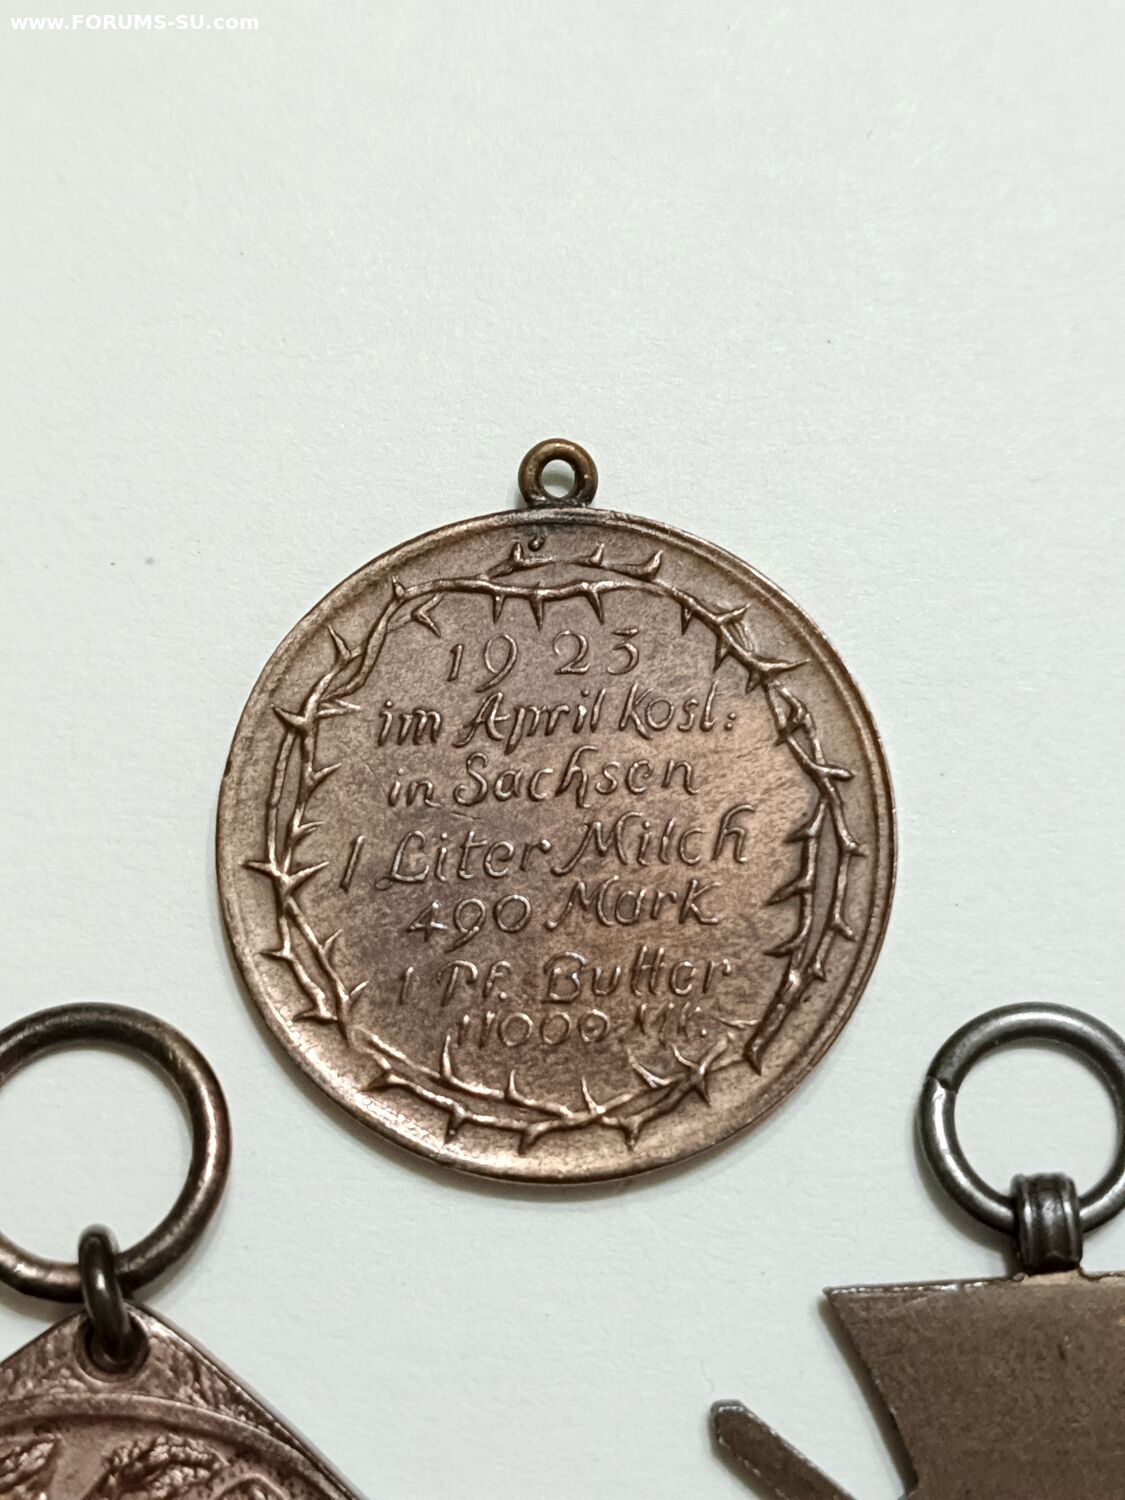 www.FORUMS-SU.com
1923
im April Kost:
in Sachsen
1 Liter Milch
490 Mark
1 Pf. Butter
11000 Mk.